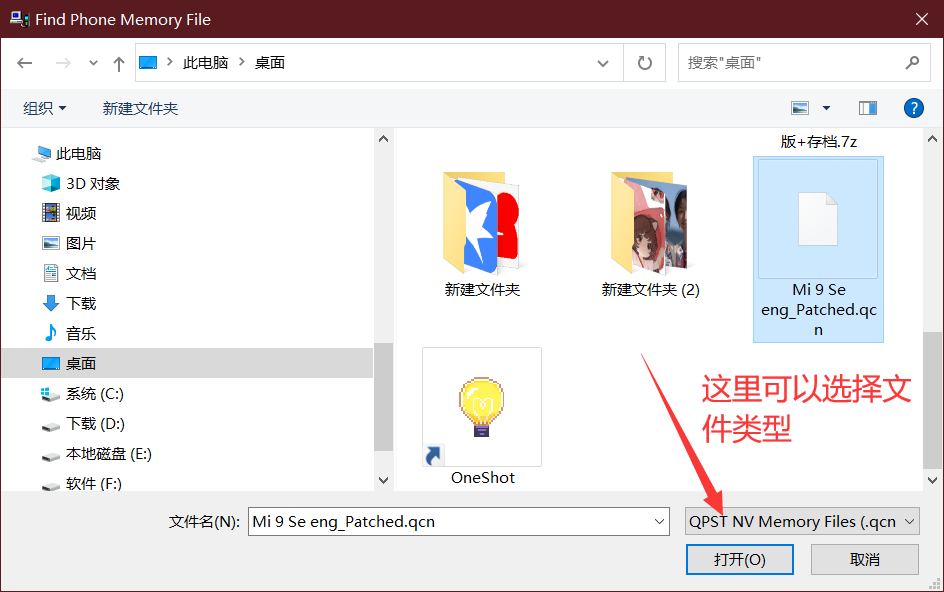 Find Phone Memory File
此电脑
桌面
搜索"桌面"
组织
新建文件夹
此电脑
3D 对象
视频
图片
文档
下载
音乐
桌面
系统 (C:)
下载 (D:)
本地磁盘 (E:)
软件 (F:)
版+存档.7z
新建文件夹
新建文件夹 (2)
Mi 9 Se
eng_Patched.qc
n
OneShot
这里可以选择文
件类型
文件名(N):
Mi 9 Se eng_Patched.qcn
QPST NV Memory Files (.qcn
打开(O)
取消